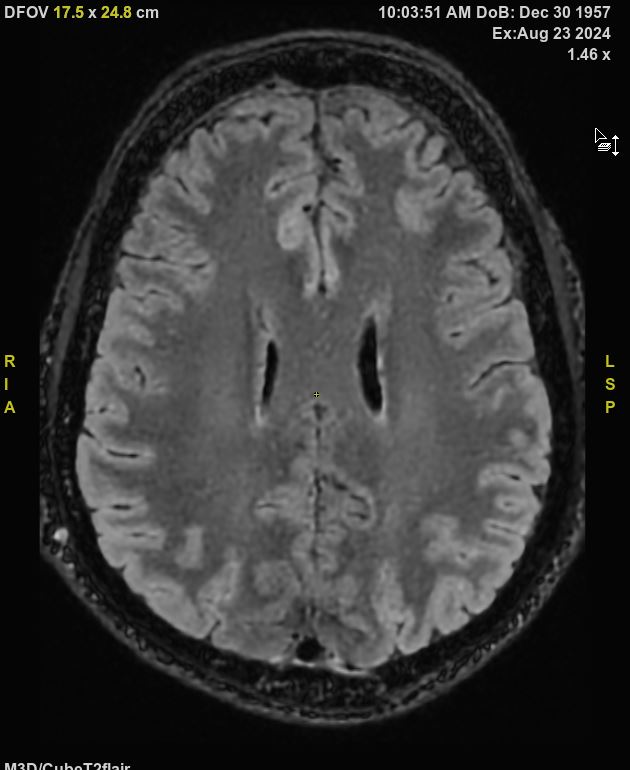 DFOV 17.5 x 24.8 cm
10:03:51 AM DoB: Dec 30 1957
Ex:Aug 23 2024
1.46 x
R L
I S
A P
M3D/CubeT2flair